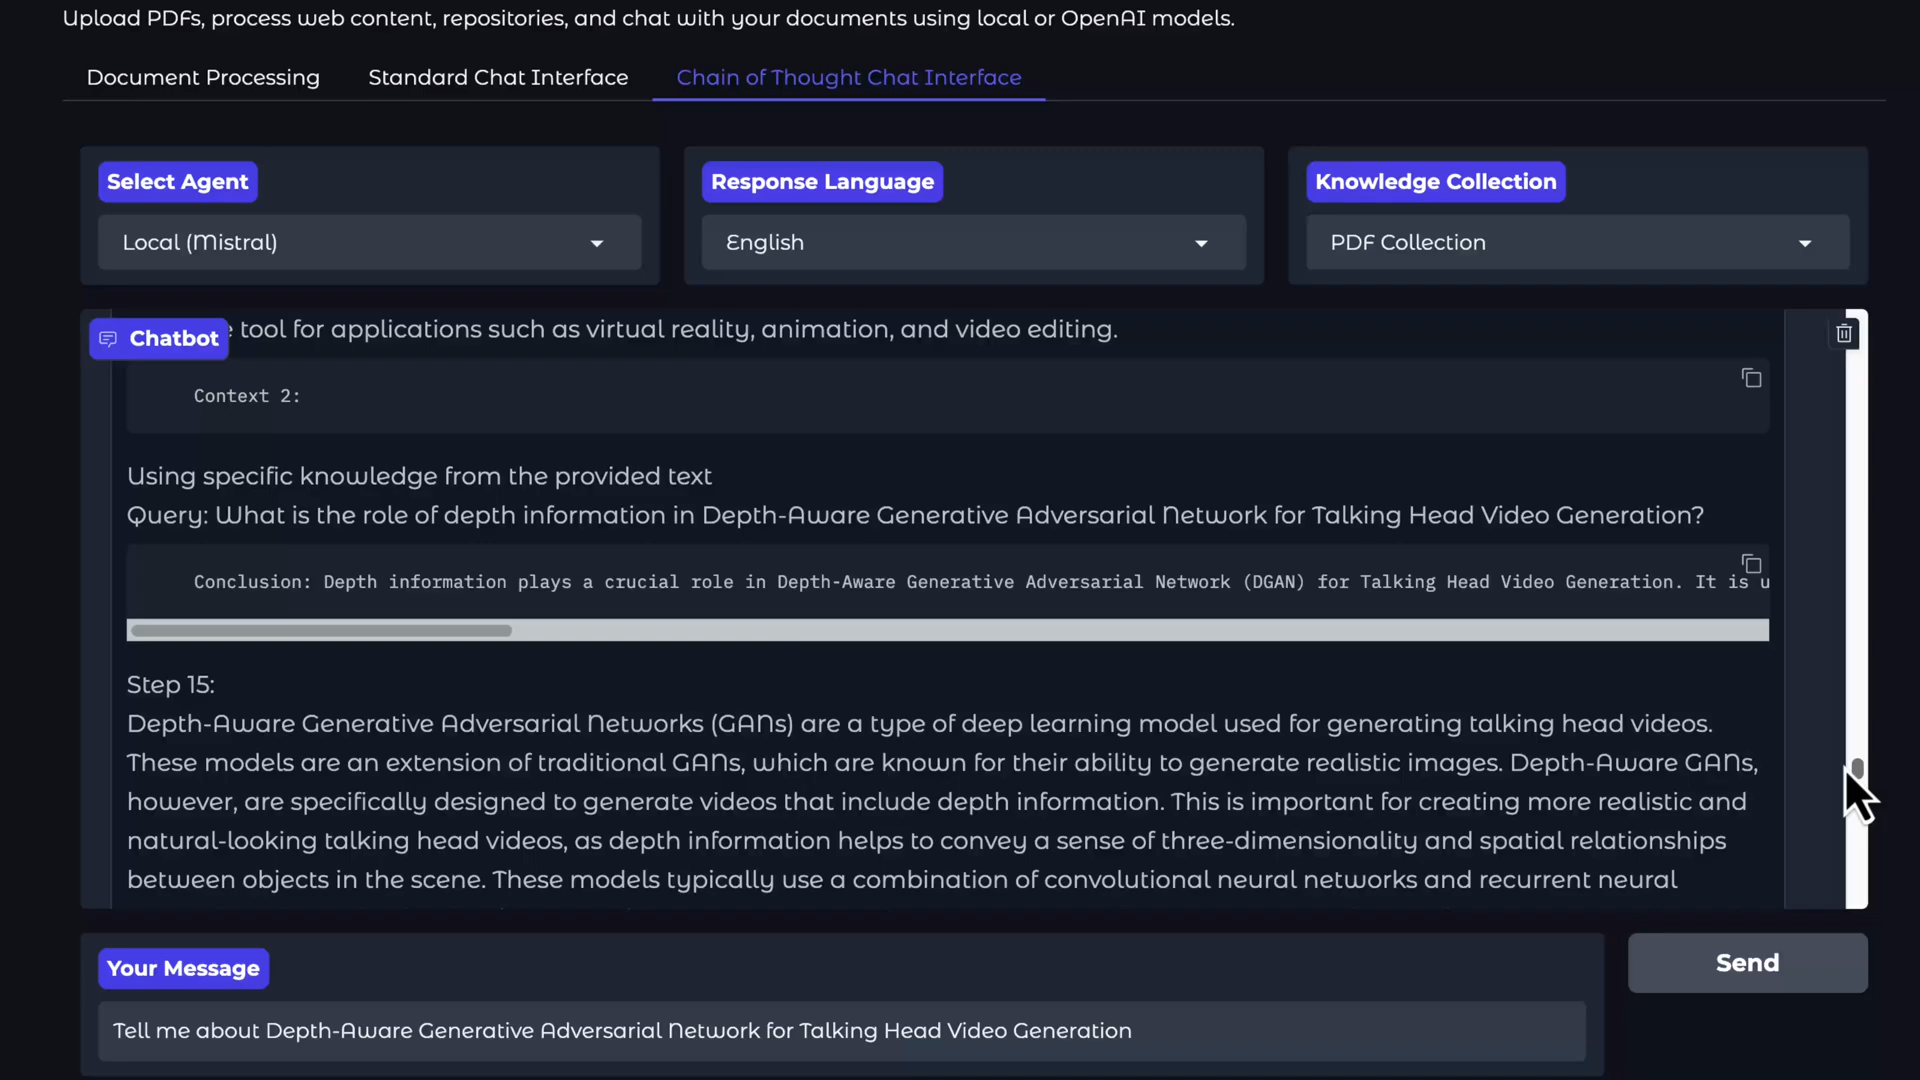 Upload PDFs, process web content, repositories, and chat with your documents using local or OpenAI models.
Document Processing
Standard Chat Interface
Chain of Thought Chat Interface
Select Agent
Local (Mistral)
Response Language
English
Knowledge Collection
PDF Collection
Chatbot
tool for applications such as virtual reality, animation, and video editing.
Context 2:
Using specific knowledge from the provided text
Query: What is the role of depth information in Depth-Aware Generative Adversarial Network for Talking Head Video Generation?
Conclusion: Depth information plays a crucial role in Depth-Aware Generative Adversarial Network (DGAN) for Talking Head Video Generation. It is u
Step 15:
Depth-Aware Generative Adversarial Networks (GANs) are a type of deep learning model used for generating talking head videos.
These models are an extension of traditional GANs, which are known for their ability to generate realistic images. Depth-Aware GANs,
however, are specifically designed to generate videos that include depth information. This is important for creating more realistic and
natural-looking talking head videos, as depth information helps to convey a sense of three-dimensionality and spatial relationships
between objects in the scene. These models typically use a combination of convolutional neural networks and recurrent neural
Your Message
Tell me about Depth-Aware Generative Adversarial Network for Talking Head Video Generation
Send